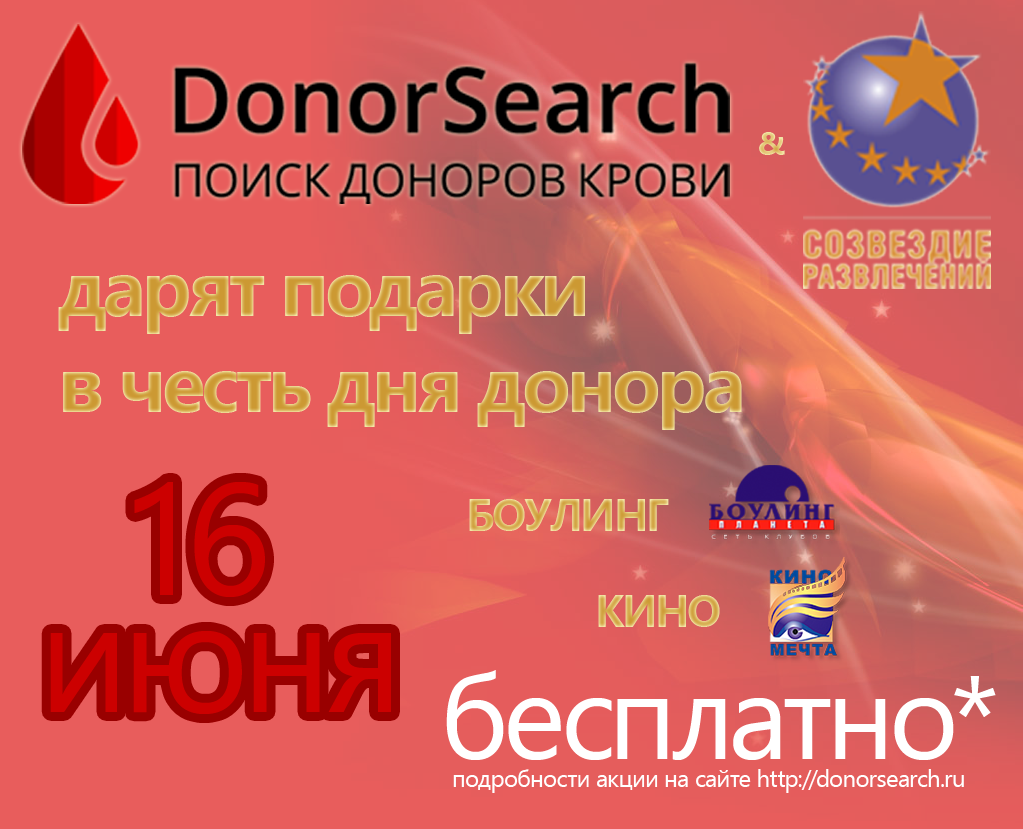 DonorSearch
ПОИСК ДОНОРОВ КРОВИ
&
СОЗВЕЗДИЕ
РАЗВЛЕЧЕНИЙ
дарят подарки
в честь дня донора
16
июня
БОУЛИНГ
БОУЛИНГ
ПЛАНЕТА
СЕТЬ КЛУБОВ
КИНО
КИНО
МЕЧТА
бесплатно*
подробности акции на сайте http://donorsearch.ru